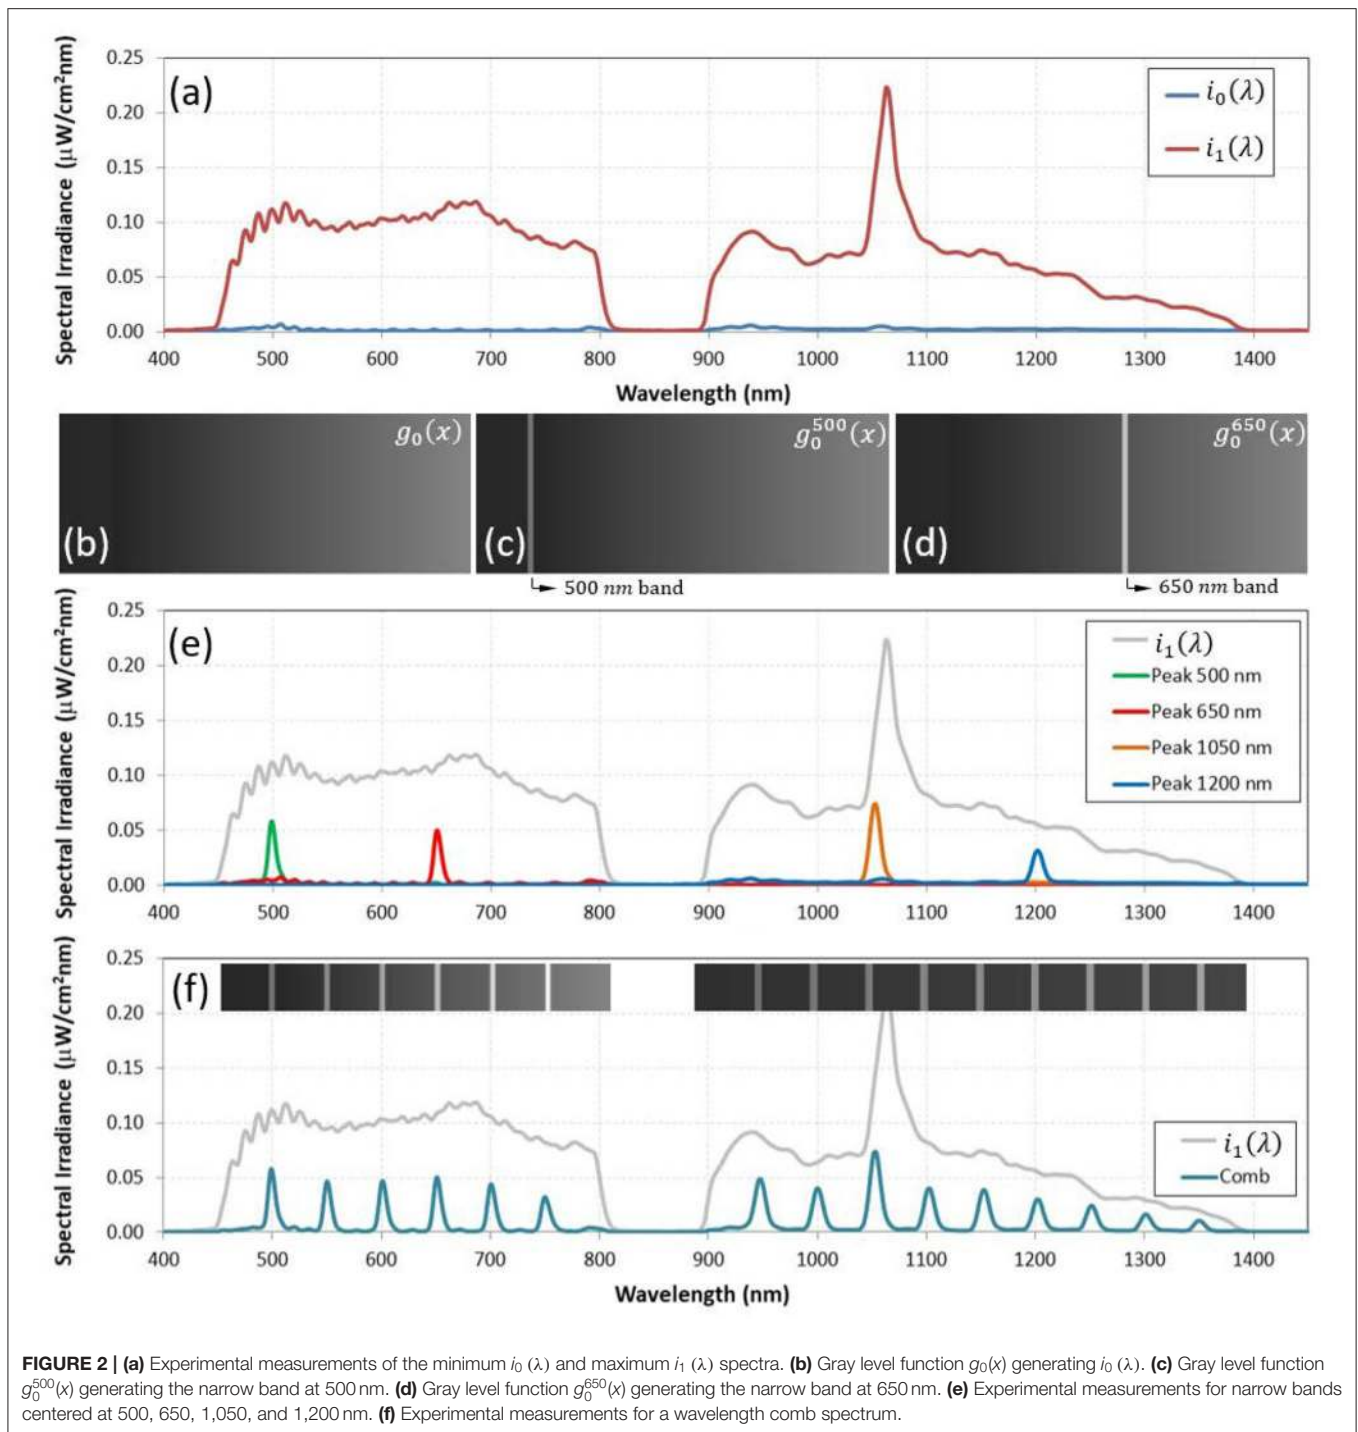 (a)
Spectral Irradiance (μW/cm²nm)
0.25
0.20
0.15
0.10
0.05
0.00
i₀(λ)
i₁(λ)
400 500 600 700 800 900 1000 1100 1200 1300 1400
Wavelength (nm)
g₀(x)
(b)
g₀⁵⁰⁰(x)
(c)
g₀⁶⁵⁰(x)
(d)
500 nm band
650 nm band
(e)
Spectral Irradiance (μW/cm²nm)
0.25
0.20
0.15
0.10
0.05
0.00
i₁(λ)
Peak 500 nm
Peak 650 nm
Peak 1050 nm
Peak 1200 nm
400 500 600 700 800 900 1000 1100 1200 1300 1400
(f)
Spectral Irradiance (μW/cm²nm)
0.25
0.20
0.15
0.10
0.05
0.00
i₁(λ)
Comb
400 500 600 700 800 900 1000 1100 1200 1300 1400
Wavelength (nm)
FIGURE 2 | (a) Experimental measurements of the minimum i₀ (λ) and maximum i₁ (λ) spectra. (b) Gray level function g₀(x) generating i₀ (λ). (c) Gray level function
g₀⁵⁰⁰(x) generating the narrow band at 500 nm. (d) Gray level function g₀⁶⁵⁰(x) generating the narrow band at 650 nm. (e) Experimental measurements for narrow bands
centered at 500, 650, 1,050, and 1,200 nm. (f) Experimental measurements for a wavelength comb spectrum.